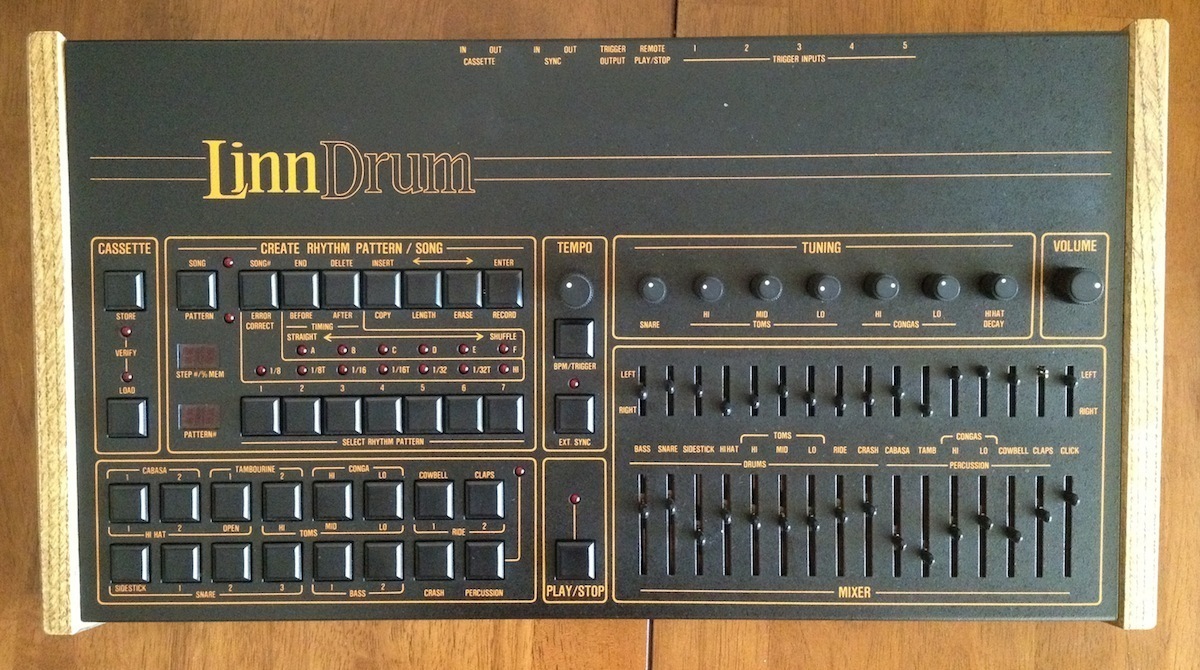 IN OUT IN OUT TRIGGER REMOTE 1 2 3 4 5
CASSETTE SYNC OUTPUT PLAY/STOP TRIGGER INPUTS
LinnDrum
CASSETTE
STORE
VERIFY
LOAD
CREATE RHYTHM PATTERN / SONG
SONG SONG# END DELETE INSERT ENTER
PATTERN ERROR BEFORE AFTER COPY LENGTH ERASE RECORD
CORRECT TIMING
STRAIGHT SHUFFLE
A B C D E F
STEP #/% MEM 1/8 1/8T 1/16 1/16T 1/32 1/32T HI
1 2 3 4 5 6 7
PATTERN# SELECT RHYTHM PATTERN
TEMPO
BPM/TRIGGER
EXT. SYNC
TUNING
SNARE HI MID LO HI LO HI HAT
TOMS CONGAS DECAY
VOLUME
LEFT LEFT
RIGHT RIGHT
TOMS CONGAS
BASS SNARE SIDESTICK HI HAT HI MID LO RIDE CRASH CABASA TAMB HI LO COWBELL CLAPS CLICK
DRUMS PERCUSSION
MIXER
CABASA TAMBOURINE CONGA
1 2 1 2 HI LO COWBELL CLAPS
1 2 OPEN HI MID LO 1 2
HI HAT TOMS RIDE
SIDESTICK 1 2 3 1 2 CRASH PERCUSSION
SNARE BASS
PLAY/STOP